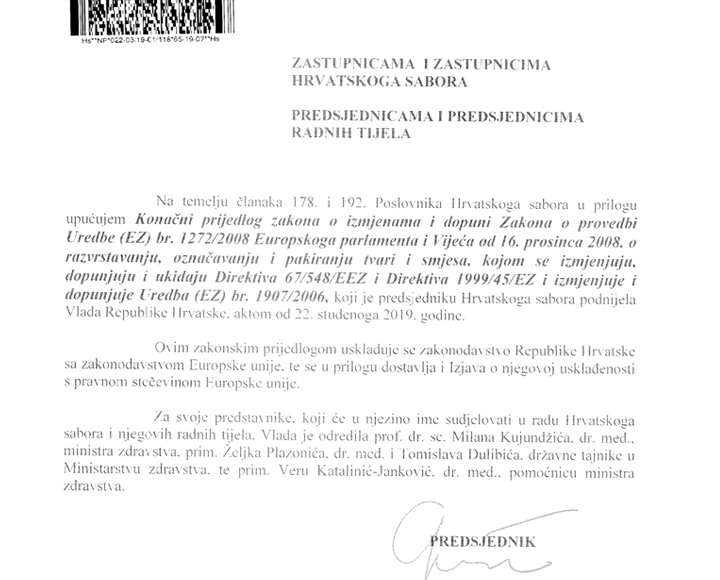 Hs**NP*022-03/19-01/118*65-19-07**Hs
ZASTUPNICAMA I ZASTUPNICIMA
HRVATSKOGA SABORA
PREDSJEDNICAMA I PREDSJEDNICIMA
RADNIH TIJELA
Na temelju članaka 178. i 192. Poslovnika Hrvatskoga sabora u prilogu
upućujem Konačni prijedlog zakona o izmjenama i dopuni Zakona o provedbi
Uredbe (EZ) br. 1272/2008 Europskoga parlamenta i Vijeća od 16. prosinca 2008. o
razvrstavanju, označavanju i pakiranju tvari i smjesa, kojom se izmjenjuju,
dopunjuju i ukidaju Direktiva 67/548/EEZ i Direktiva 1999/45/EZ i izmjenjuje i
dopunjuje Uredba (EZ) br. 1907/2006, koji je predsjedniku Hrvatskoga sabora podnijela
Vlada Republike Hrvatske, aktom od 22. studenoga 2019. godine.
Ovim zakonskim prijedlogom usklađuje se zakonodavstvo Republike Hrvatske
sa zakonodavstvom Europske unije, te se u prilogu dostavlja i Izjava o njegovoj usklađenosti
s pravnom stečevinom Europske unije.
Za svoje predstavnike, koji će u njezino ime sudjelovati u radu Hrvatskoga
sabora i njegovih radnih tijela, Vlada je odredila prof. dr. sc. Milana Kujundžića, dr. med.,
ministra zdravstva, prim. Željka Plazonića, dr. med. i Tomislava Dulibića, državne tajnike u
Ministarstvu zdravstva, te prim. Veru Katalinić-Janković, dr. med., pomoćnicu ministra
zdravstva.
PREDSJEDNIK